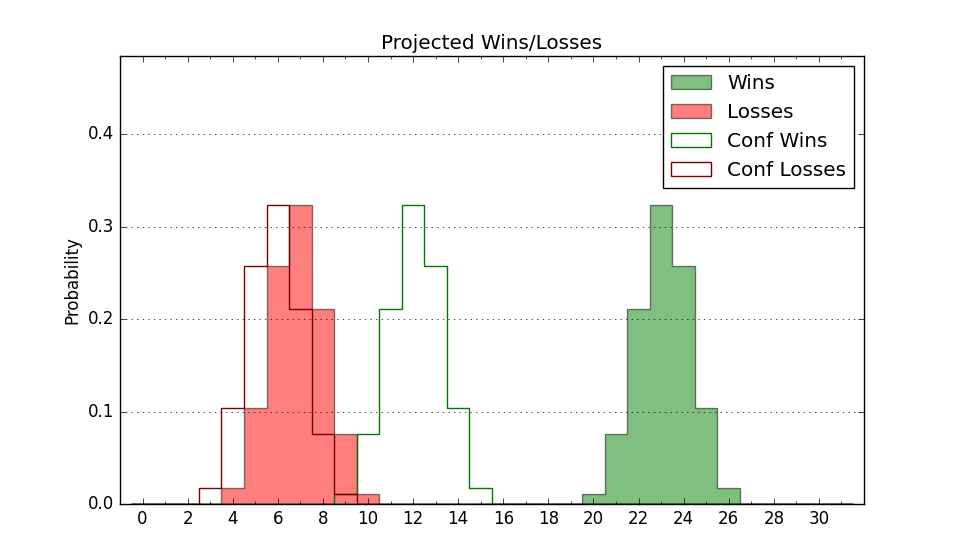 Projected Wins/Losses
Wins
Losses
Conf Wins
Conf Losses
Probability
0.4
0.3
0.2
0.1
0.0
0 2 4 6 8 10 12 14 16 18 20 22 24 26 28 30